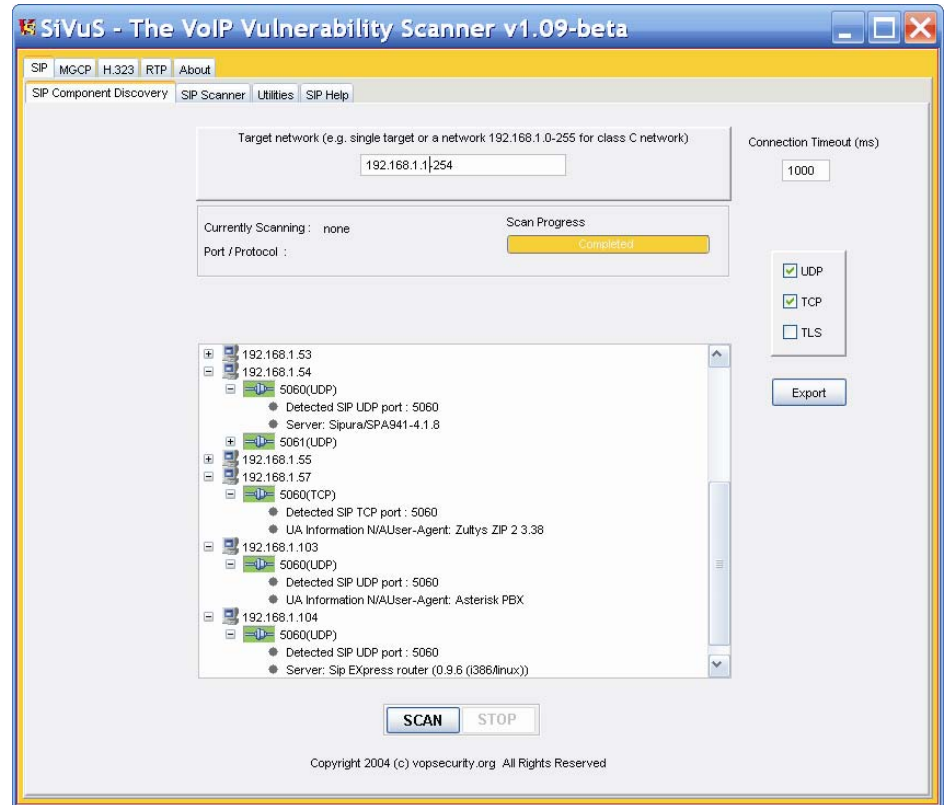 SiVuS - The VoIP Vulnerability Scanner v1.09-beta
SIP MGCP H.323 RTP About
SIP Component Discovery SIP Scanner Utilities SIP Help
Target network (e.g. single target or a network 192.168.1.0-255 for class C network)
192.168.1.1-254
Connection Timeout (ms)
1000
Currently Scanning : none
Scan Progress
Port / Protocol :
Completed
UDP
TCP
TLS
Export
192.168.1.53
192.168.1.54
5060(UDP)
Detected SIP UDP port : 5060
Server: Sipura/SPA941-4.1.8
5061(UDP)
192.168.1.55
192.168.1.57
5060(TCP)
Detected SIP TCP port : 5060
UA Information N/AUser-Agent: Zultys ZIP 2 3.38
192.168.1.103
5060(UDP)
Detected SIP UDP port : 5060
UA Information N/AUser-Agent: Asterisk PBX
192.168.1.104
5060(UDP)
Detected SIP UDP port : 5060
Server: Sip EXpress router (0.9.6 (i386/linux))
SCAN STOP
Copyright 2004 (c) vopsecurity.org All Rights Reserved